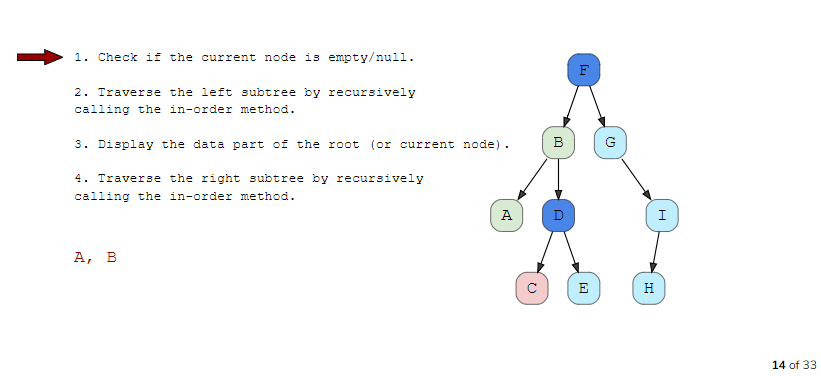 1. Check if the current node is empty/null.
2. Traverse the left subtree by recursively
calling the in-order method.
3. Display the data part of the root (or current node).
4. Traverse the right subtree by recursively
calling the in-order method.
A, B
F
B
G
A
D
I
C
E
H
14 of 33